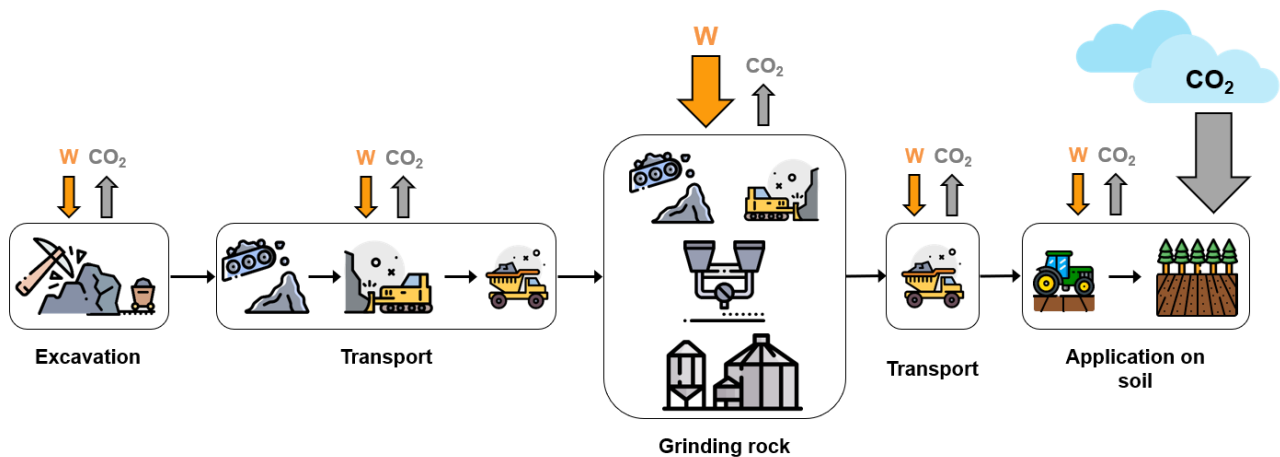 W
CO₂
CO₂
W CO₂
W CO₂
W CO₂
W CO₂
Excavation
Transport
Transport
Application on
soil
Grinding rock